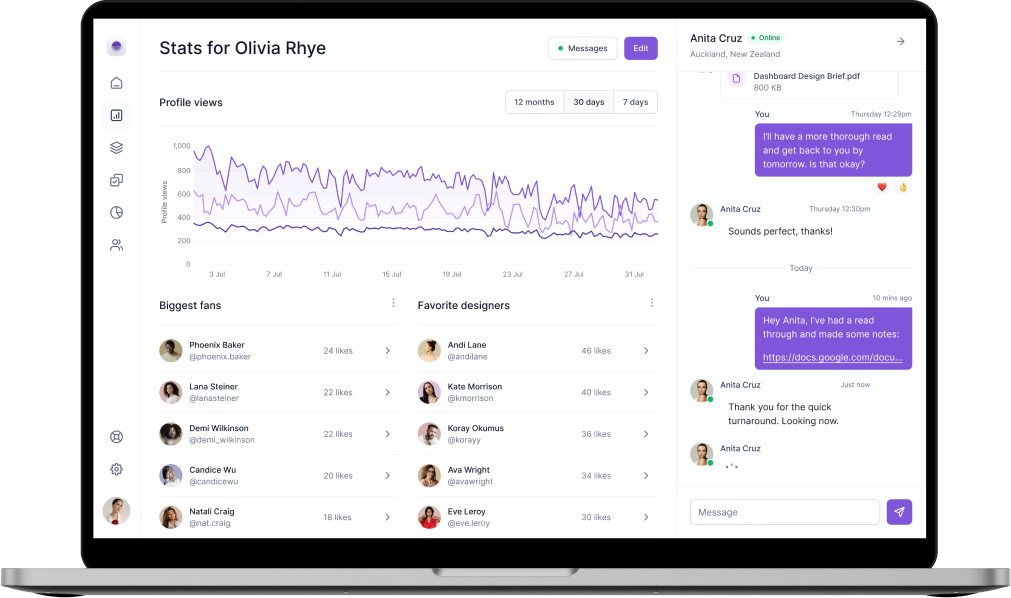 Stats for Olivia Rhye
Messages
Edit
Profile views
12 months
30 days
7 days
Profile views
1,000
800
600
400
200
0
3 Jul
7 Jul
11 Jul
15 Jul
19 Jul
23 Jul
27 Jul
31 Jul
Biggest fans
Phoenix Baker
@phoenix.baker
24 likes
Lana Steiner
@lanasteiner
22 likes
Demi Wilkinson
@demi_wilkinson
22 likes
Candice Wu
@candicewu
20 likes
Natali Craig
@nat.craig
18 likes
Favorite designers
Andi Lane
@andilane
46 likes
Kate Morrison
@kmorrison
40 likes
Koray Okumus
@korayy
36 likes
Ava Wright
@avawright
34 likes
Eve Leroy
@eve.leroy
30 likes
Anita Cruz
Online
Auckland, New Zealand
Dashboard Design Brief.pdf
800 KB
You
Thursday 12:29pm
I'll have a more thorough read
and get back to you by
tomorrow. Is that okay?
Anita Cruz
Thursday 12:30pm
Sounds perfect, thanks!
Today
You
10 mins ago
Hey Anita, I've had a read
through and made some notes:
https://docs.google.com/docu...
Anita Cruz
Just now
Thank you for the quick
turnaround. Looking now.
Anita Cruz
Message